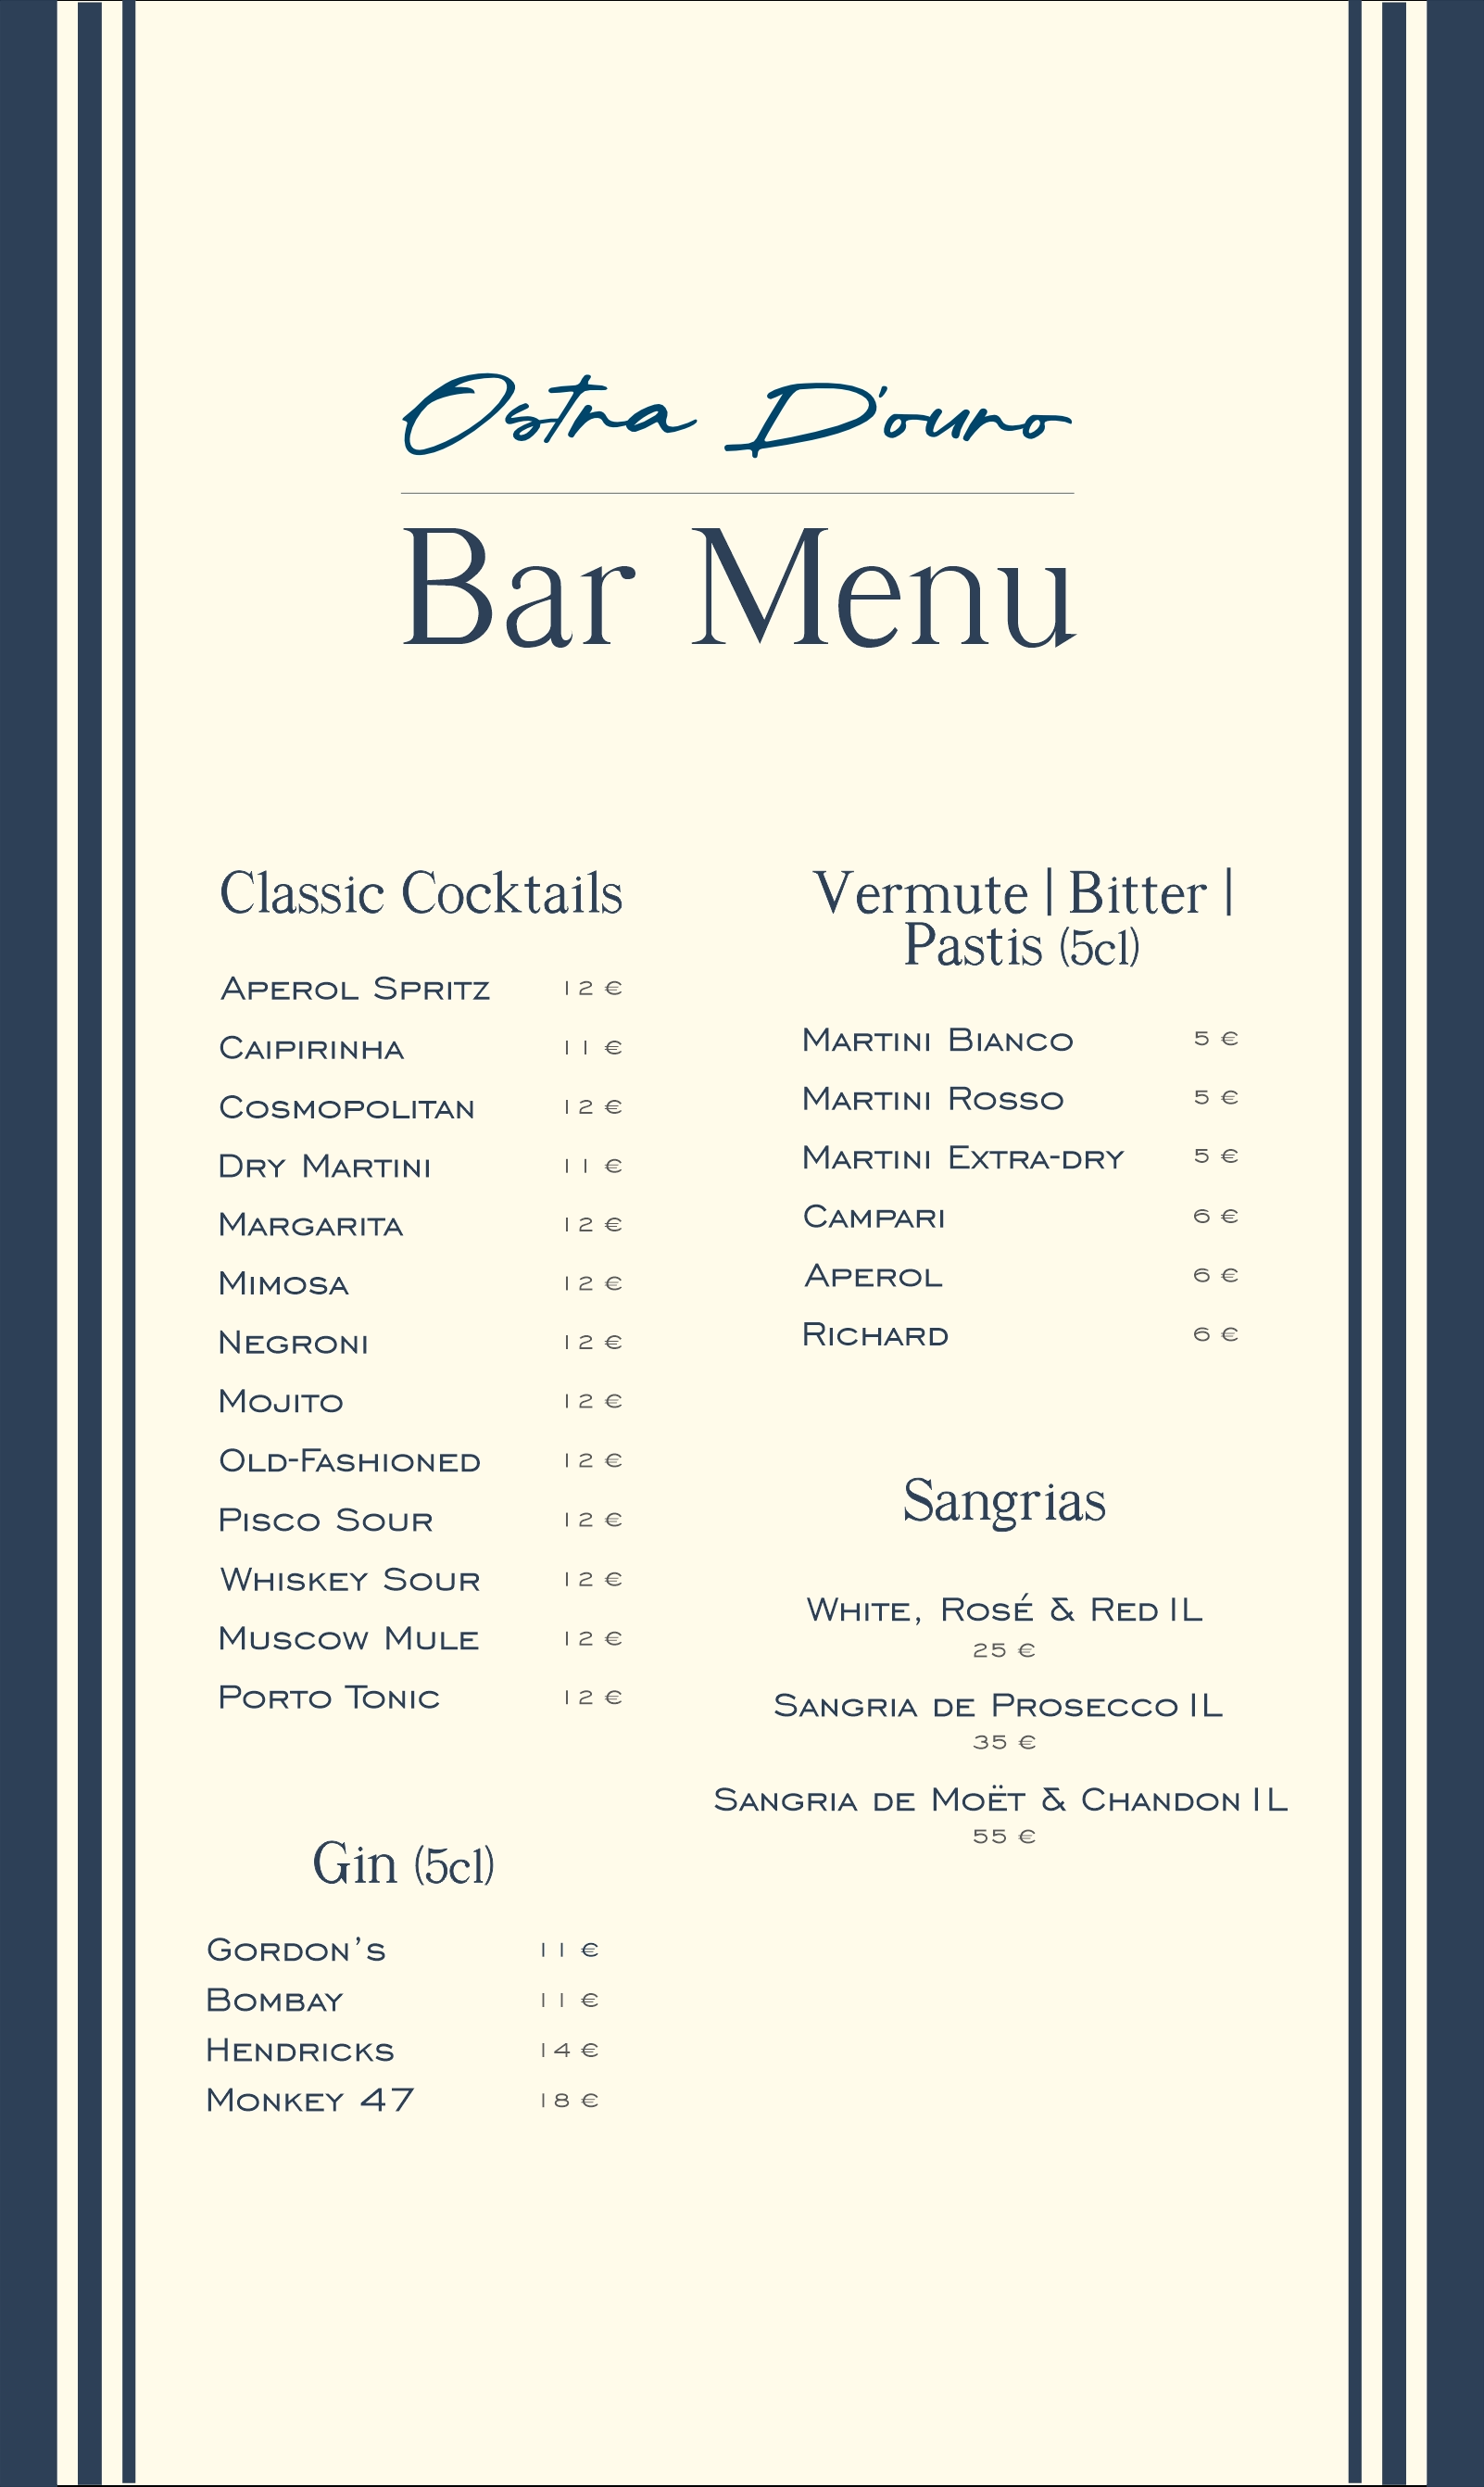 Ostra D'ouro
Bar Menu
Classic Cocktails
Aperol Spritz 12 €
Caipirinha 11 €
Cosmopolitan 12 €
Dry Martini 11 €
Margarita 12 €
Mimosa 12 €
Negroni 12 €
Mojito 12 €
Old-Fashioned 12 €
Pisco Sour 12 €
Whiskey Sour 12 €
Muscow Mule 12 €
Porto Tonic 12 €
Gin (5cl)
Gordon's 11 €
Bombay 11 €
Hendricks 14 €
Monkey 47 18 €
Vermute | Bitter |
Pastis (5cl)
Martini Bianco 5 €
Martini Rosso 5 €
Martini Extra-dry 5 €
Campari 6 €
Aperol 6 €
Richard 6 €
Sangrias
White, Rosé & Red 1L
25 €
Sangria de Prosecco 1L
35 €
Sangria de Moët & Chandon 1L
55 €